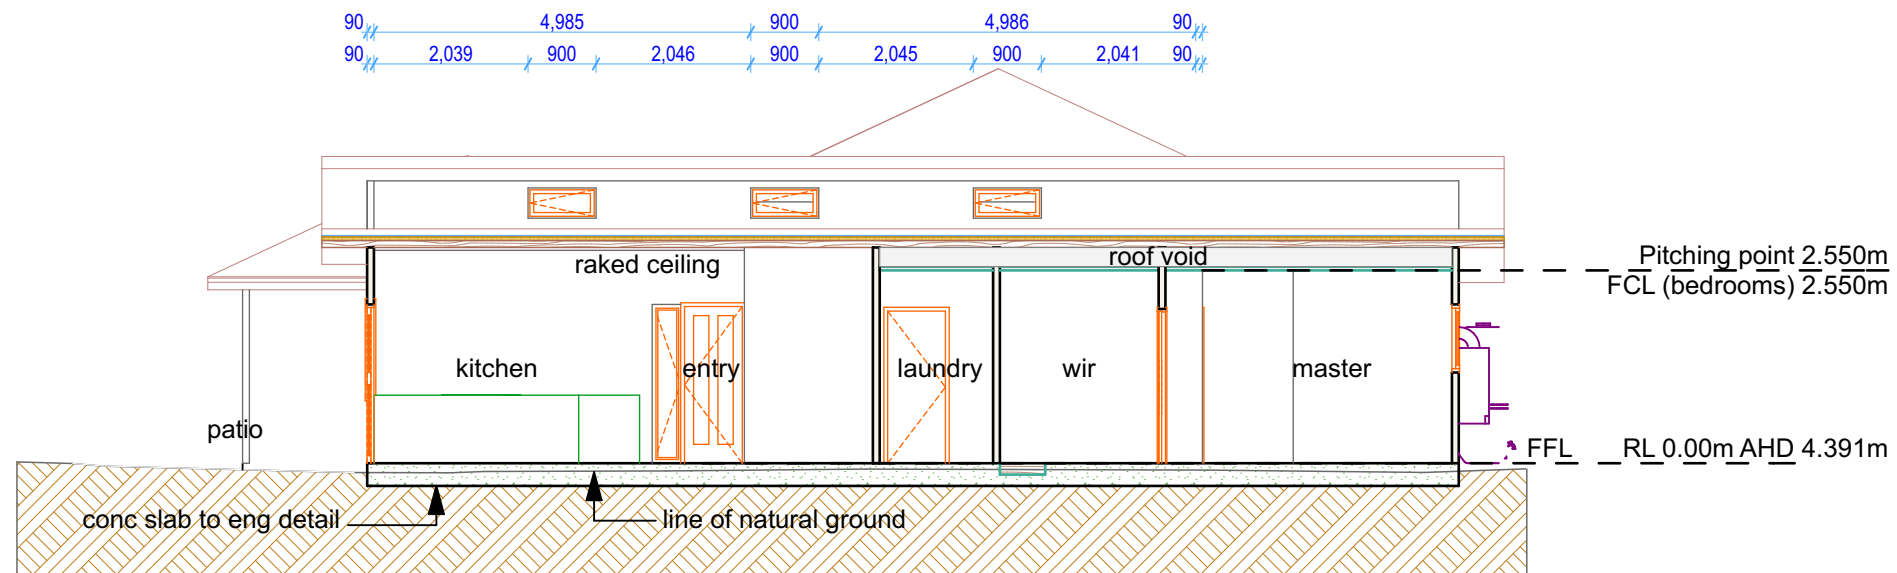 90 4,985 900 4,986 90
90 2,039 900 2,046 900 2,045 900 2,041 90
raked ceiling
roof void
Pitching point 2.550m
FCL (bedrooms) 2.550m
kitchen
entry
laundry
wir
master
patio
FFL RL 0.00m AHD 4.391m
conc slab to eng detail
line of natural ground